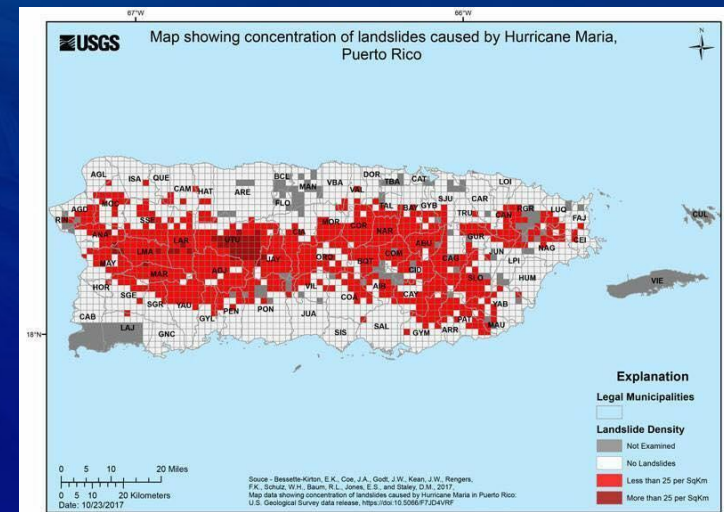 67°W
66°W
USGS
Map showing concentration of landslides caused by Hurricane Maria,
Puerto Rico
N
AGL
ISA
QUE
CAM
HAT
ARE
BCL
MAN
VBA
DOR
TBA
CAT
LOI
AGD
MOC
FLO
VAL
TAL
BAY
GYB
SJU
CAR
TRU
CAN
RGR
LUQ
FAJ
RIN
SSE
MOR
COR
NAR
CUL
ANA
LAR
UTU
CIA
ABU
GUR
CEI
LMA
JAY
ORO
BQT
COM
CAG
JUN
NAG
MAY
MAR
ADJ
CID
SLO
LPI
HOR
SGE
VIL
AIB
CAY
HUM
VIE
SGR
YAU
PEN
PON
COA
YAB
CAB
GYL
JUA
SAL
PAT
MAU
18°N
LAJ
GNC
SIS
GYM
ARR
Explanation
Legal Municipalities
Landslide Density
Not Examined
No Landslides
Less than 25 per SqKm
More than 25 per SqKm
0 5 10 20 Miles
0 5 10 20 Kilometers
Date: 10/23/2017
Souce - Bessette-Kirton, E.K., Coe, J.A., Godt, J.W., Kean, J.W., Rengers,
F.K., Schulz, W.H., Baum, R.L., Jones, E.S., and Staley, D.M., 2017,
Map data showing concentration of landslides caused by Hurricane Maria in Puerto Rico:
U.S. Geological Survey data release, https://doi.org/10.5066/F7JD4VRF